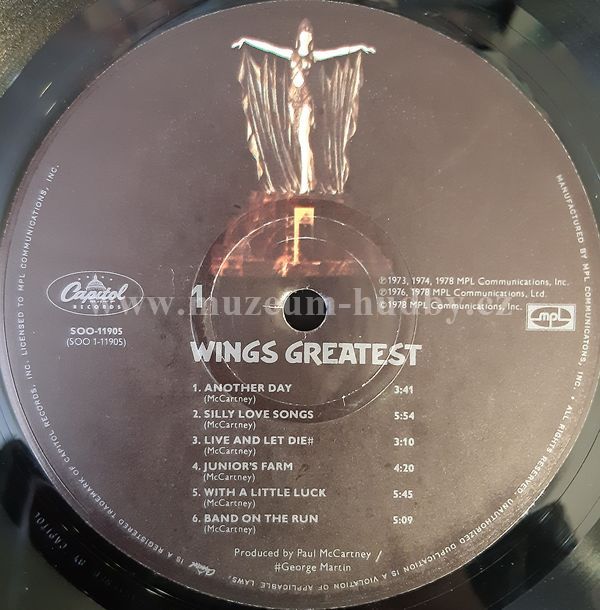 Capitol
RECORDS
SOO-11905
(SOO 1-11905)
1
℗1973, 1974, 1978 MPL Communications, Inc.
℗1976, 1978 MPL Communications, Ltd.
©1978 MPL Communications, Inc.
mpl
WINGS GREATEST
1. ANOTHER DAY 3:41
(McCartney)
2. SILLY LOVE SONGS 5:54
(McCartney)
3. LIVE AND LET DIE# 3:10
(McCartney)
4. JUNIOR'S FARM 4:20
(McCartney)
5. WITH A LITTLE LUCK 5:45
(McCartney)
6. BAND ON THE RUN 5:09
(McCartney)
Produced by Paul McCartney /
#George Martin
MANUFACTURED BY MPL COMMUNICATIONS, INC. • ALL RIGHTS RESERVED. UNAUTHORIZED DUPLICATION IS A VIOLATION OF APPLICABLE LAWS.
Capitol IS A REGISTERED TRADEMARK OF CAPITOL RECORDS, INC. LICENSED TO MPL COMMUNICATIONS, INC.